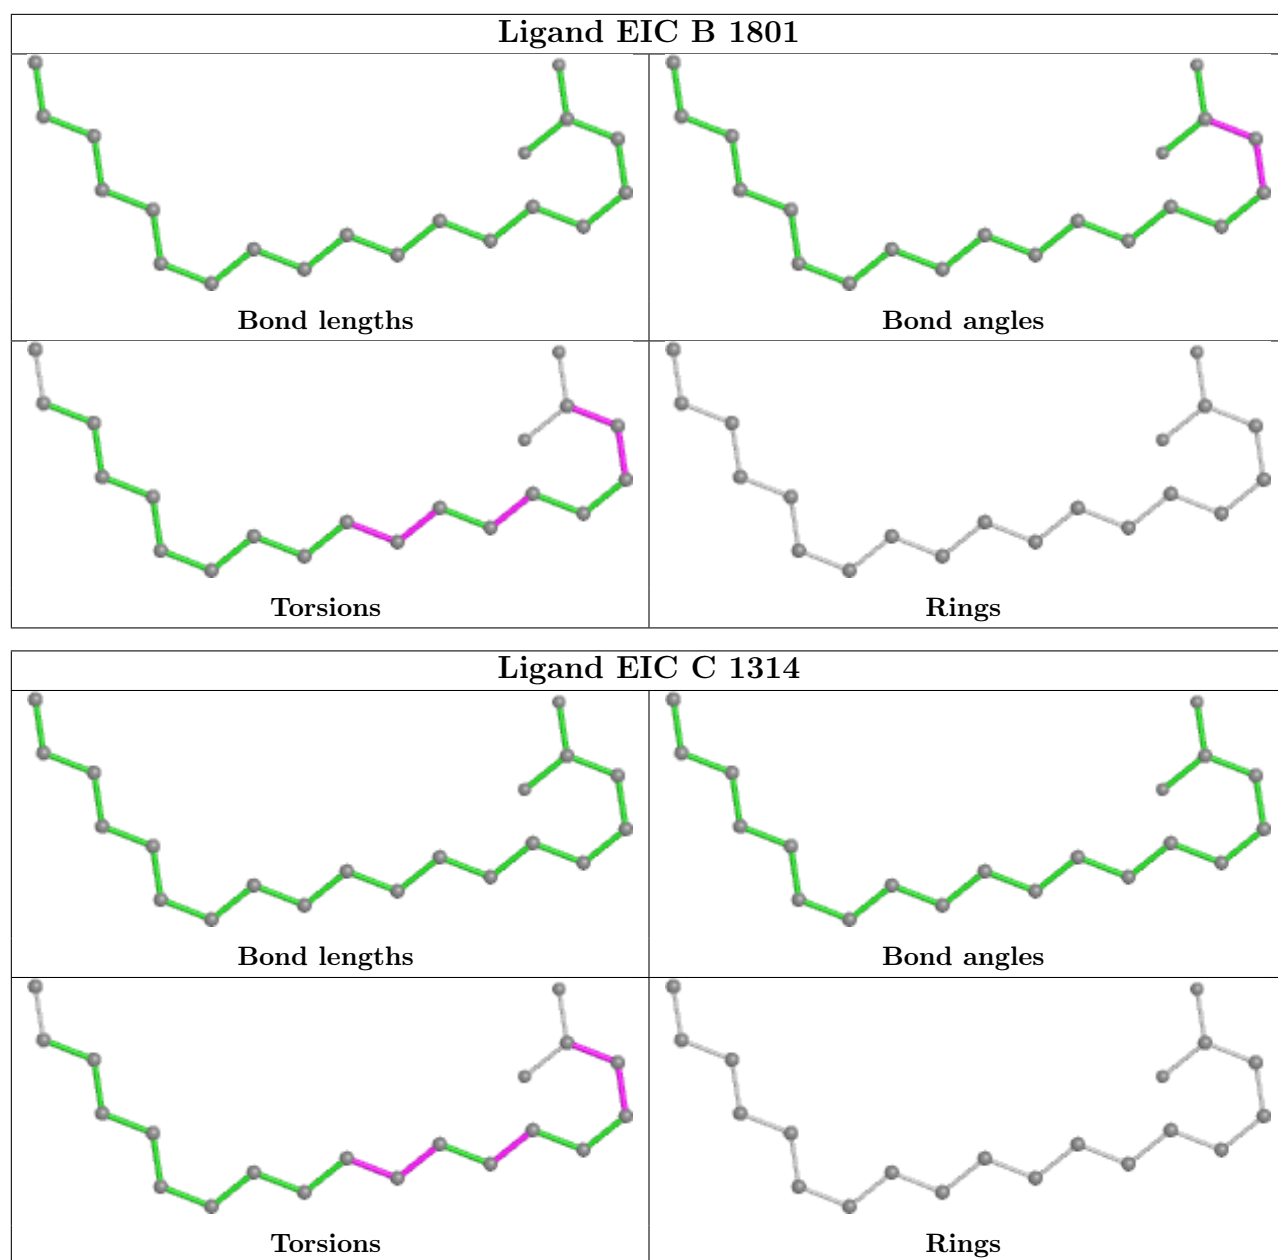 Ligand EIC B 1801
Bond lengths
Bond angles
Torsions
Rings
Ligand EIC C 1314
Bond lengths
Bond angles
Torsions
Rings